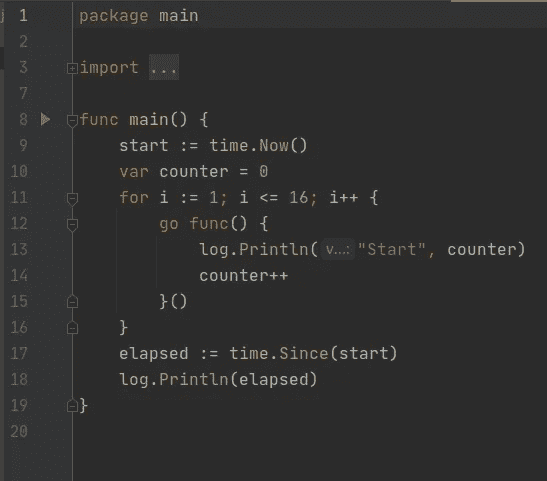 1 package main
2
3 import ...
7
8 func main() {
9 start := time.Now()
10 var counter = 0
11 for i := 1; i <= 16; i++ {
12 go func() {
13 log.Println( v...: "Start", counter)
14 counter++
15 }()
16 }
17 elapsed := time.Since(start)
18 log.Println(elapsed)
19 }
20